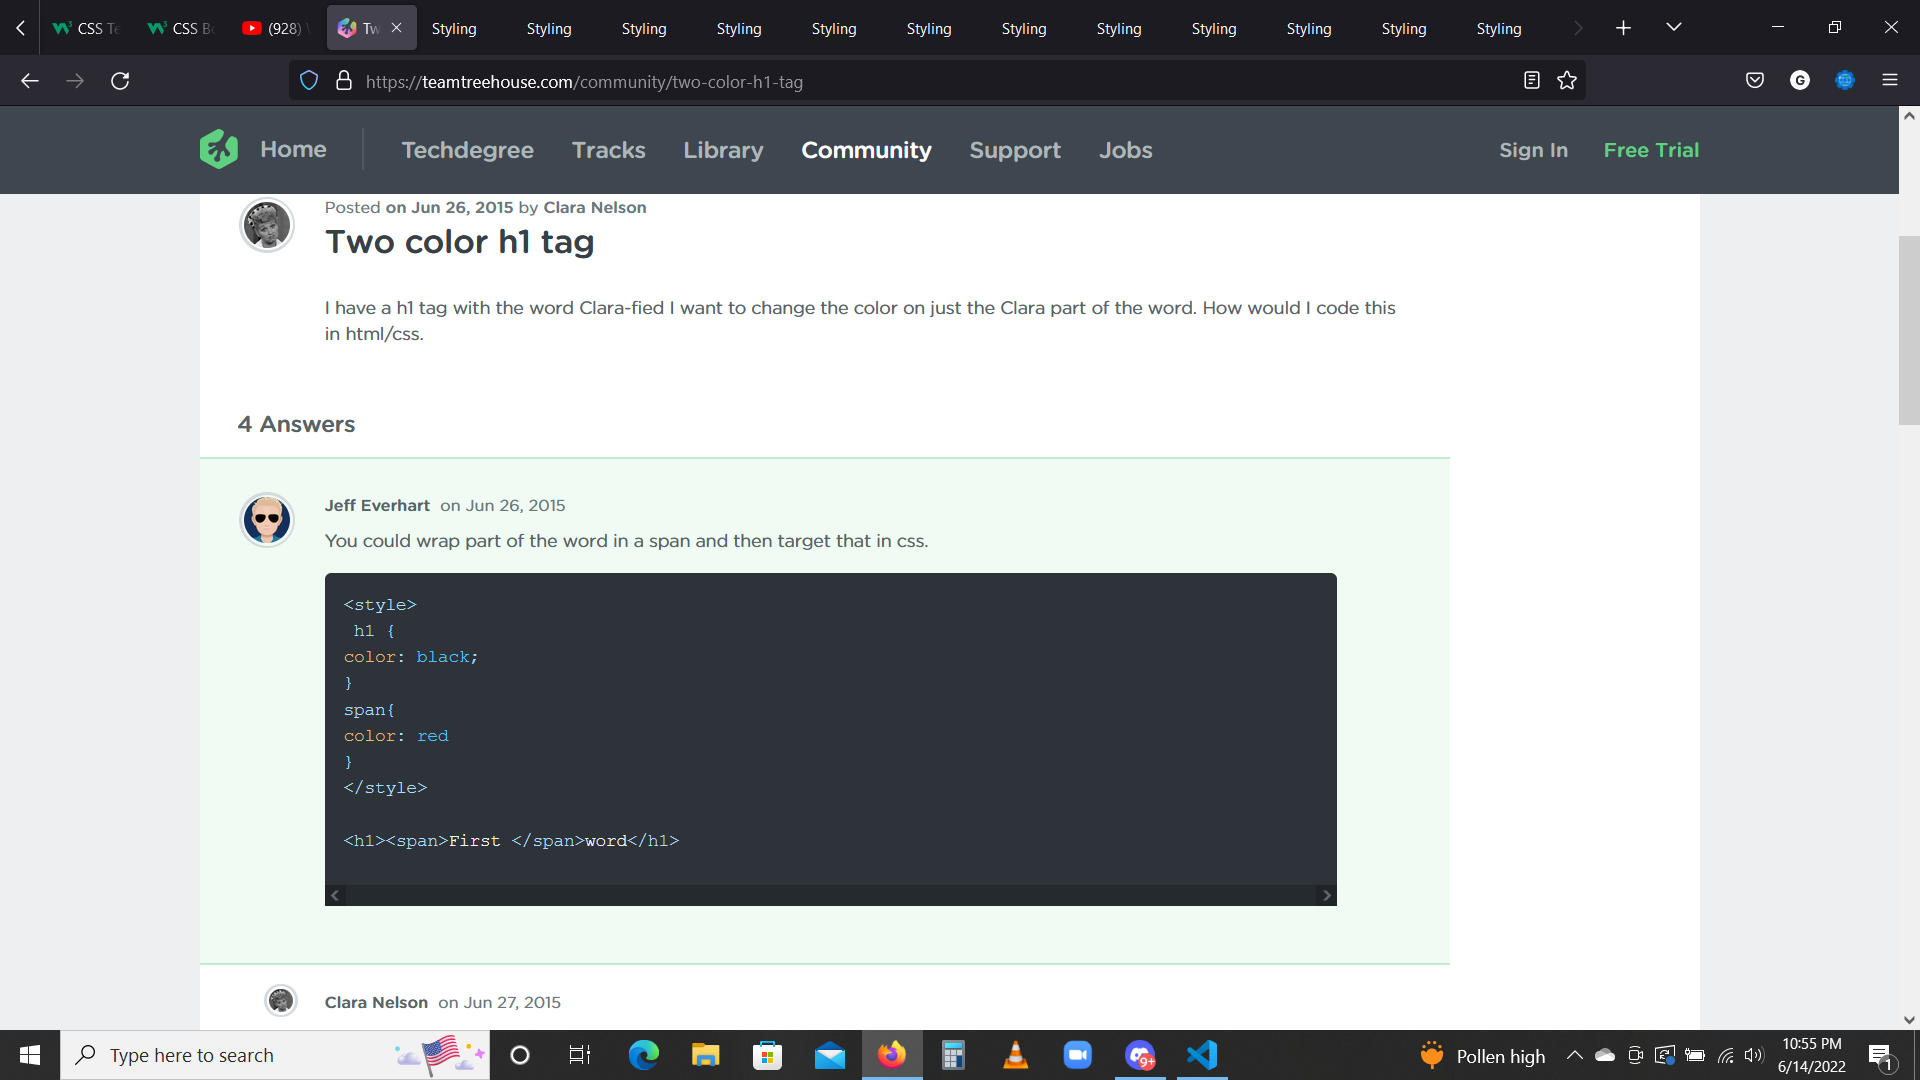 CSS Te
CSS Bo
(928)
Tw
Styling
Styling
Styling
Styling
Styling
Styling
Styling
Styling
Styling
Styling
Styling
Styling
https://teamtreehouse.com/community/two-color-h1-tag
G
Home
Techdegree
Tracks
Library
Community
Support
Jobs
Sign In
Free Trial
Posted on Jun 26, 2015 by Clara Nelson
Two color h1 tag
I have a h1 tag with the word Clara-fied I want to change the color on just the Clara part of the word. How would I code this
in html/css.
4 Answers
Jeff Everhart on Jun 26, 2015
You could wrap part of the word in a span and then target that in css.
<style>
h1 {
color: black;
}
span{
color: red
}
</style>
<h1><span>First </span>word</h1>
Clara Nelson on Jun 27, 2015
Type here to search
9+
Pollen high
10:55 PM
6/14/2022
1